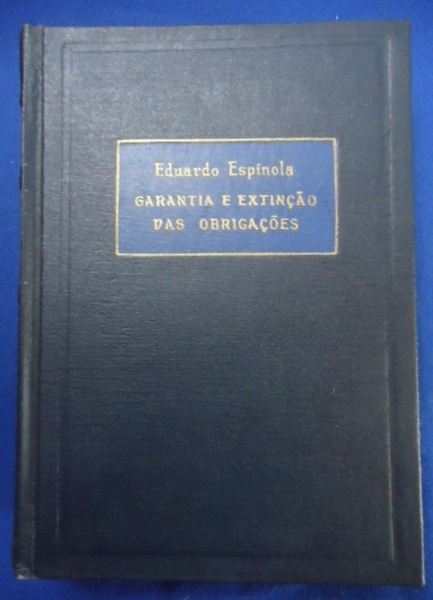 Eduardo Espínola
GARANTIA E EXTINÇÃO
DAS OBRIGAÇÕES